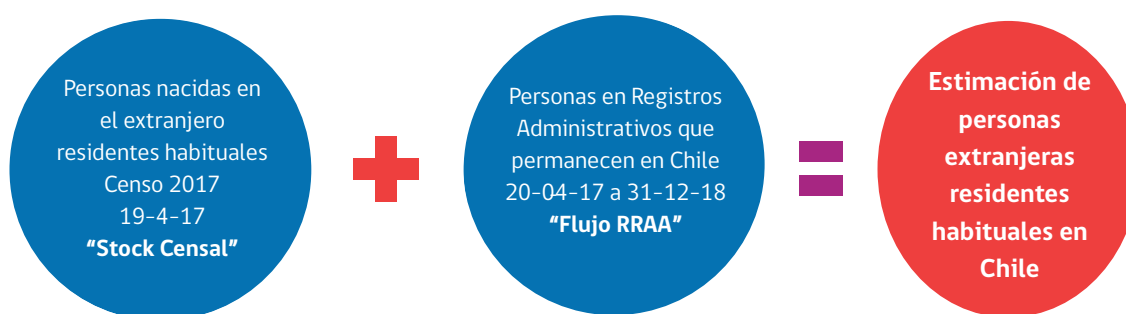 Personas nacidas en
el extranjero
residentes habituales
Censo 2017
19-4-17
“Stock Censal”
Personas en Registros
Administrativos que
permanecen en Chile
20-04-17 a 31-12-18
“Flujo RRAA”
Estimación de
personas
extranjeras
residentes
habituales en
Chile